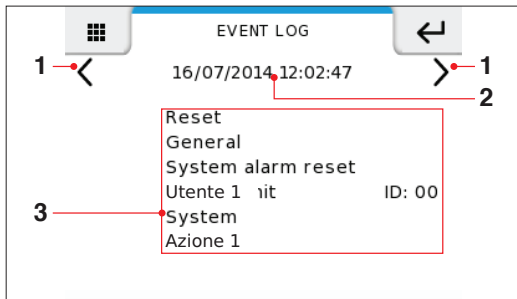 EVENT LOG
1 1
16/07/2014 12:02:47
2
Reset
General
System alarm reset
Utente 1 ID: 00
3 System
Azione 1